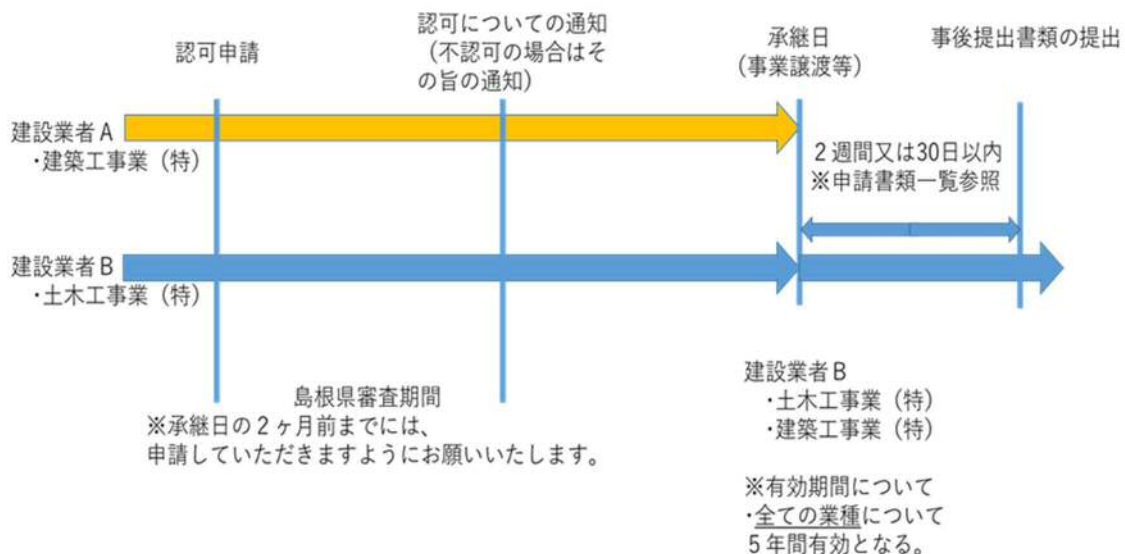 認可申請
認可についての通知
（不認可の場合はそ
の旨の通知）
承継日
（事業譲渡等）
事後提出書類の提出
建設業者A
・建築工事業（特）
２週間又は30日以内
※申請書類一覧参照
建設業者B
・土木工事業（特）
島根県審査期間
※承継日の２ヶ月前までには、
申請していただきますようにお願いいたします。
建設業者B
・土木工事業（特）
・建築工事業（特）
※有効期間について
・全ての業種について
５年間有効となる。